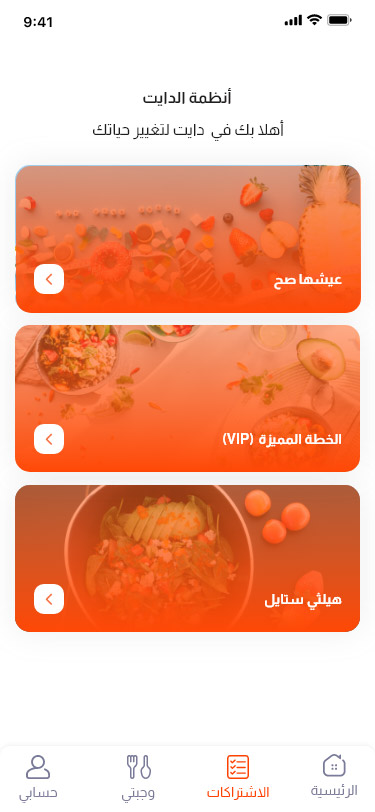 9:41
أنظمة الدايت
أهلا بك في دايت لتغيير حياتك
عيشها صح
الخطة المميزة (VIP)
هيلثي ستايل
الرئيسية
الاشتراكات
وجبتي
حسابي